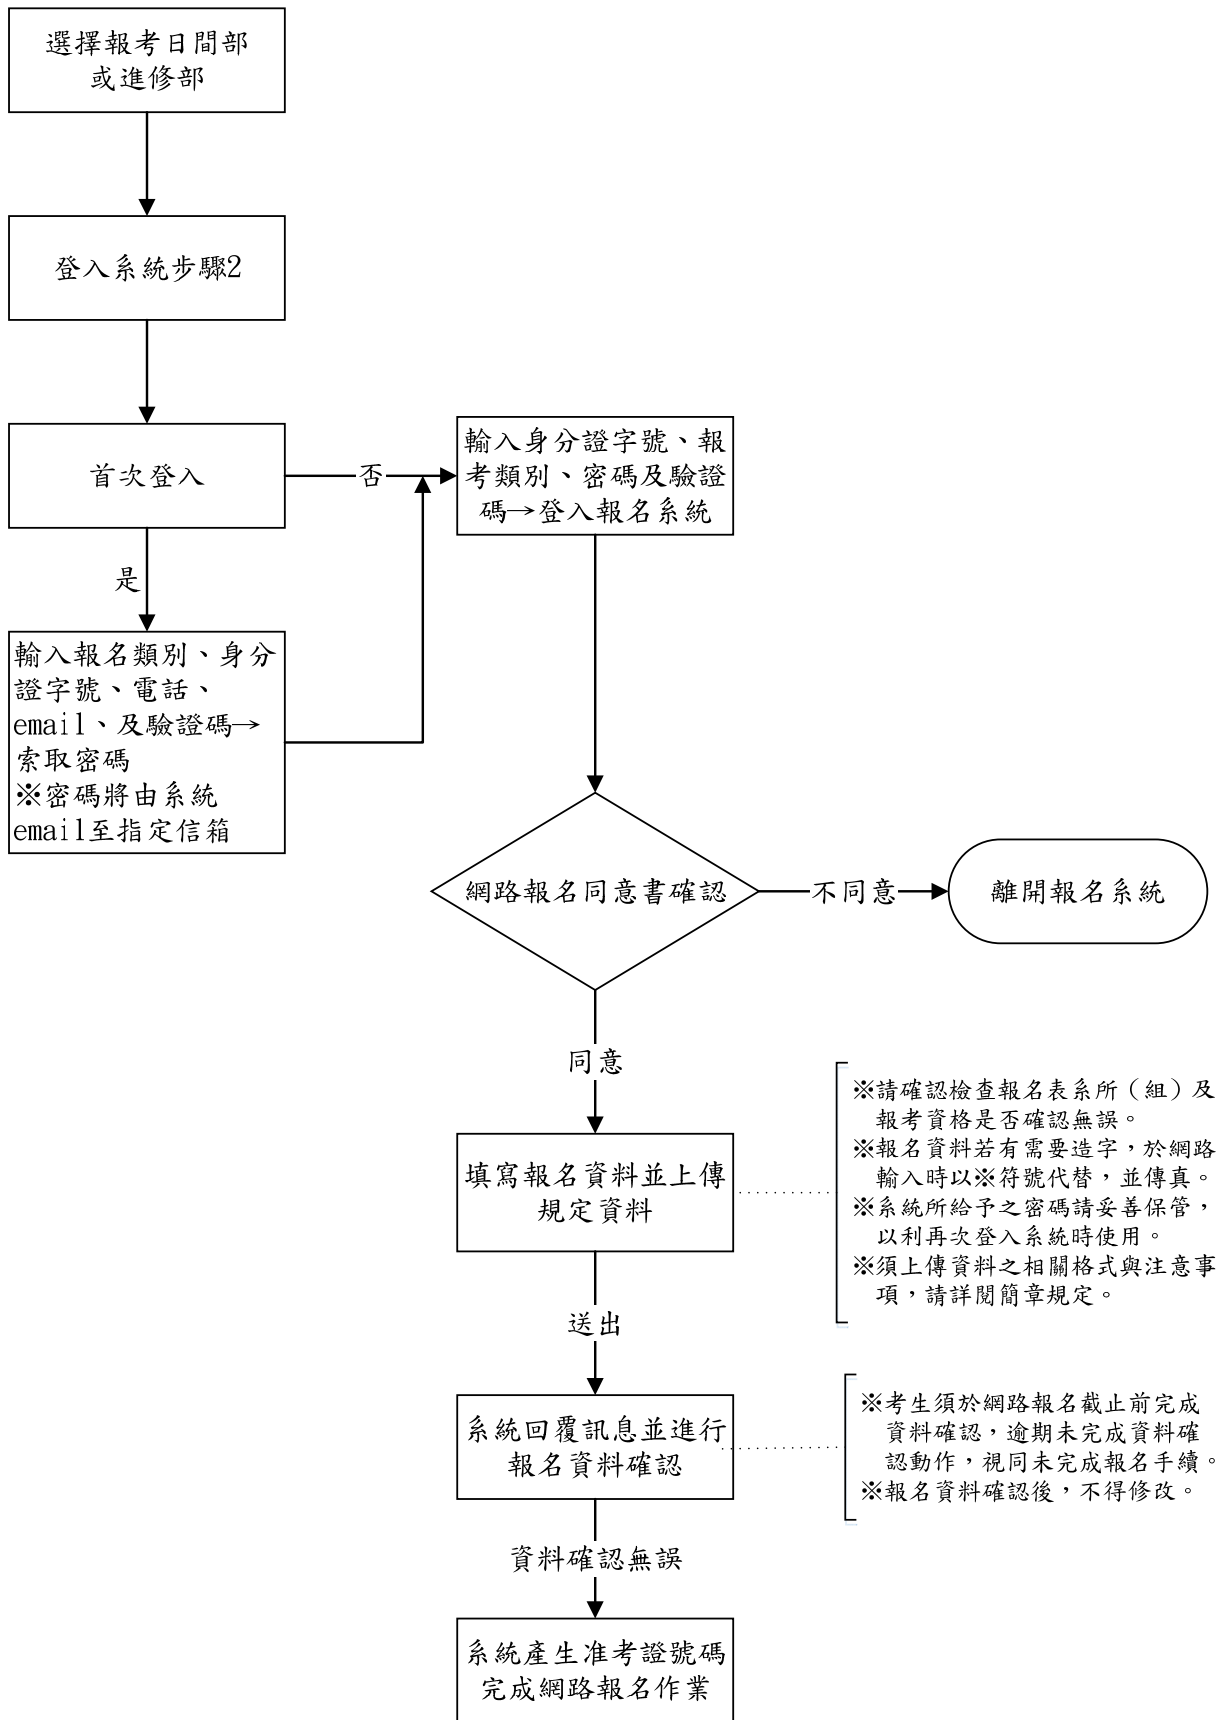 選擇報考日間部
或進修部
登入系統步驟2
首次登入
否
是
輸入身分證字號、報
考類別、密碼及驗證
碼→登入報名系統
輸入報名類別、身分
證字號、電話、
email、及驗證碼→
索取密碼
※密碼將由系統
email至指定信箱
網路報名同意書確認
不同意
離開報名系統
同意
填寫報名資料並上傳
規定資料
※請確認檢查報名表系所（組）及
報考資格是否確認無誤。
※報名資料若有需要造字，於網路
輸入時以※符號代替，並傳真。
※系統所給予之密碼請妥善保管，
以利再次登入系統時使用。
※須上傳資料之相關格式與注意事
項，請詳閱簡章規定。
送出
系統回覆訊息並進行
報名資料確認
※考生須於網路報名截止前完成
資料確認，逾期未完成資料確
認動作，視同未完成報名手續。
※報名資料確認後，不得修改。
資料確認無誤
系統產生准考證號碼
完成網路報名作業